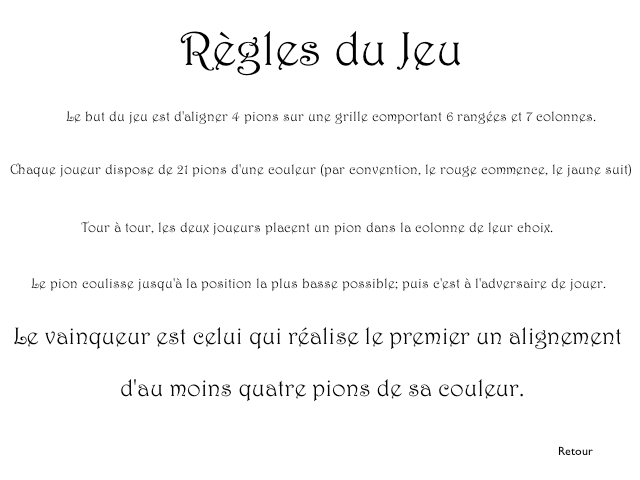 Règles du Jeu
Le but du jeu est d'aligner 4 pions sur une grille comportant 6 rangées et 7 colonnes.
Chaque joueur dispose de 21 pions d'une couleur (par convention, le rouge commence, le jaune suit)
Tour à tour, les deux joueurs placent un pion dans la colonne de leur choix.
Le pion coulisse jusqu'à la position la plus basse possible; puis c'est à l'adversaire de jouer.
Le vainqueur est celui qui réalise le premier un alignement
d'au moins quatre pions de sa couleur.
Retour